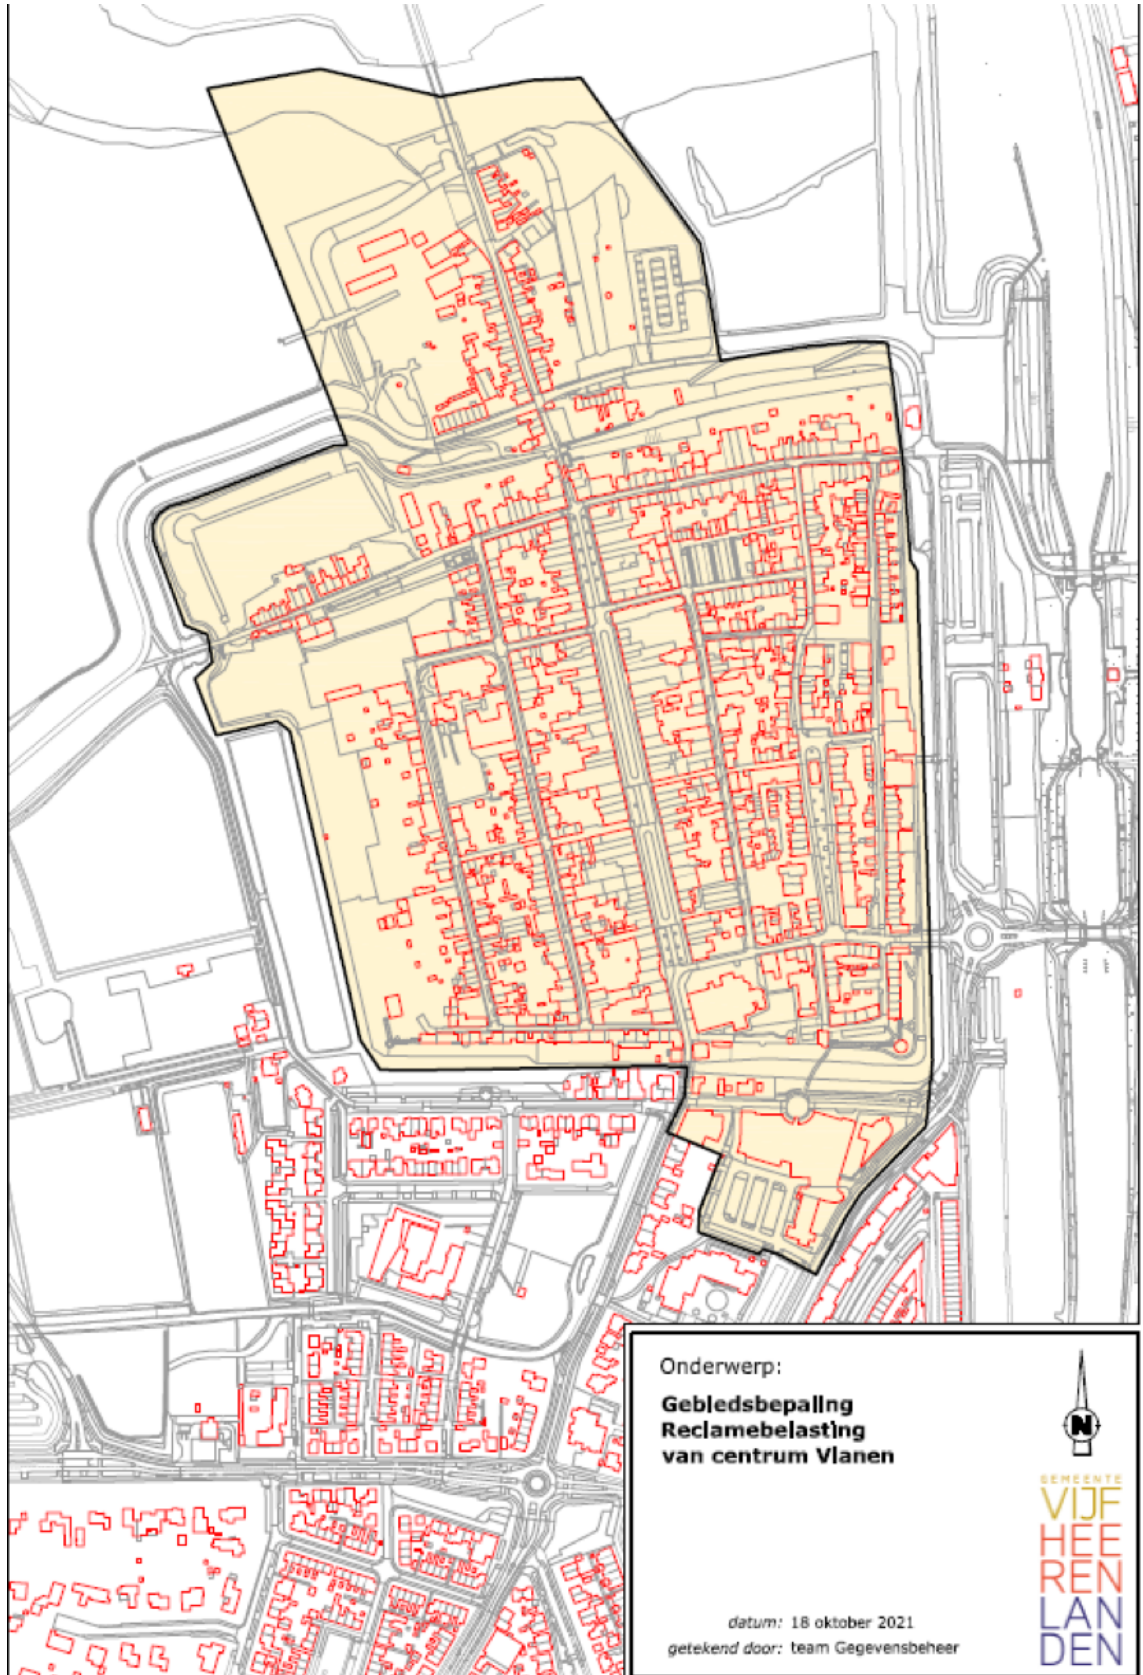 Onderwerp:
Gebiedsbepaling
Reclamebelasting
van centrum Vianen
N
GEMEENTE
VIJF
HEE
REN
LAN
DEN
datum: 18 oktober 2021
getekend door: team Gegevensbeheer